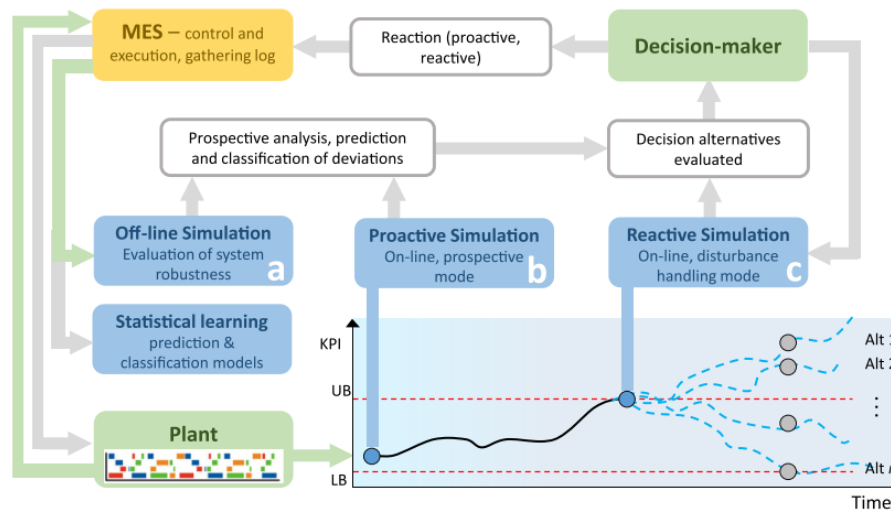 MES – control and
execution, gathering log
Reaction (proactive,
reactive)
Decision-maker
Prospective analysis, prediction
and classification of deviations
Decision alternatives
evaluated
Off-line Simulation
Evaluation of system
robustness
a
Proactive Simulation
On-line, prospective
mode
b
Reactive Simulation
On-line, disturbance
handling mode
c
Statistical learning
prediction &
classification models
Plant
KPI
UB
LB
Alt
Alt 2
⋮
Alt
Time